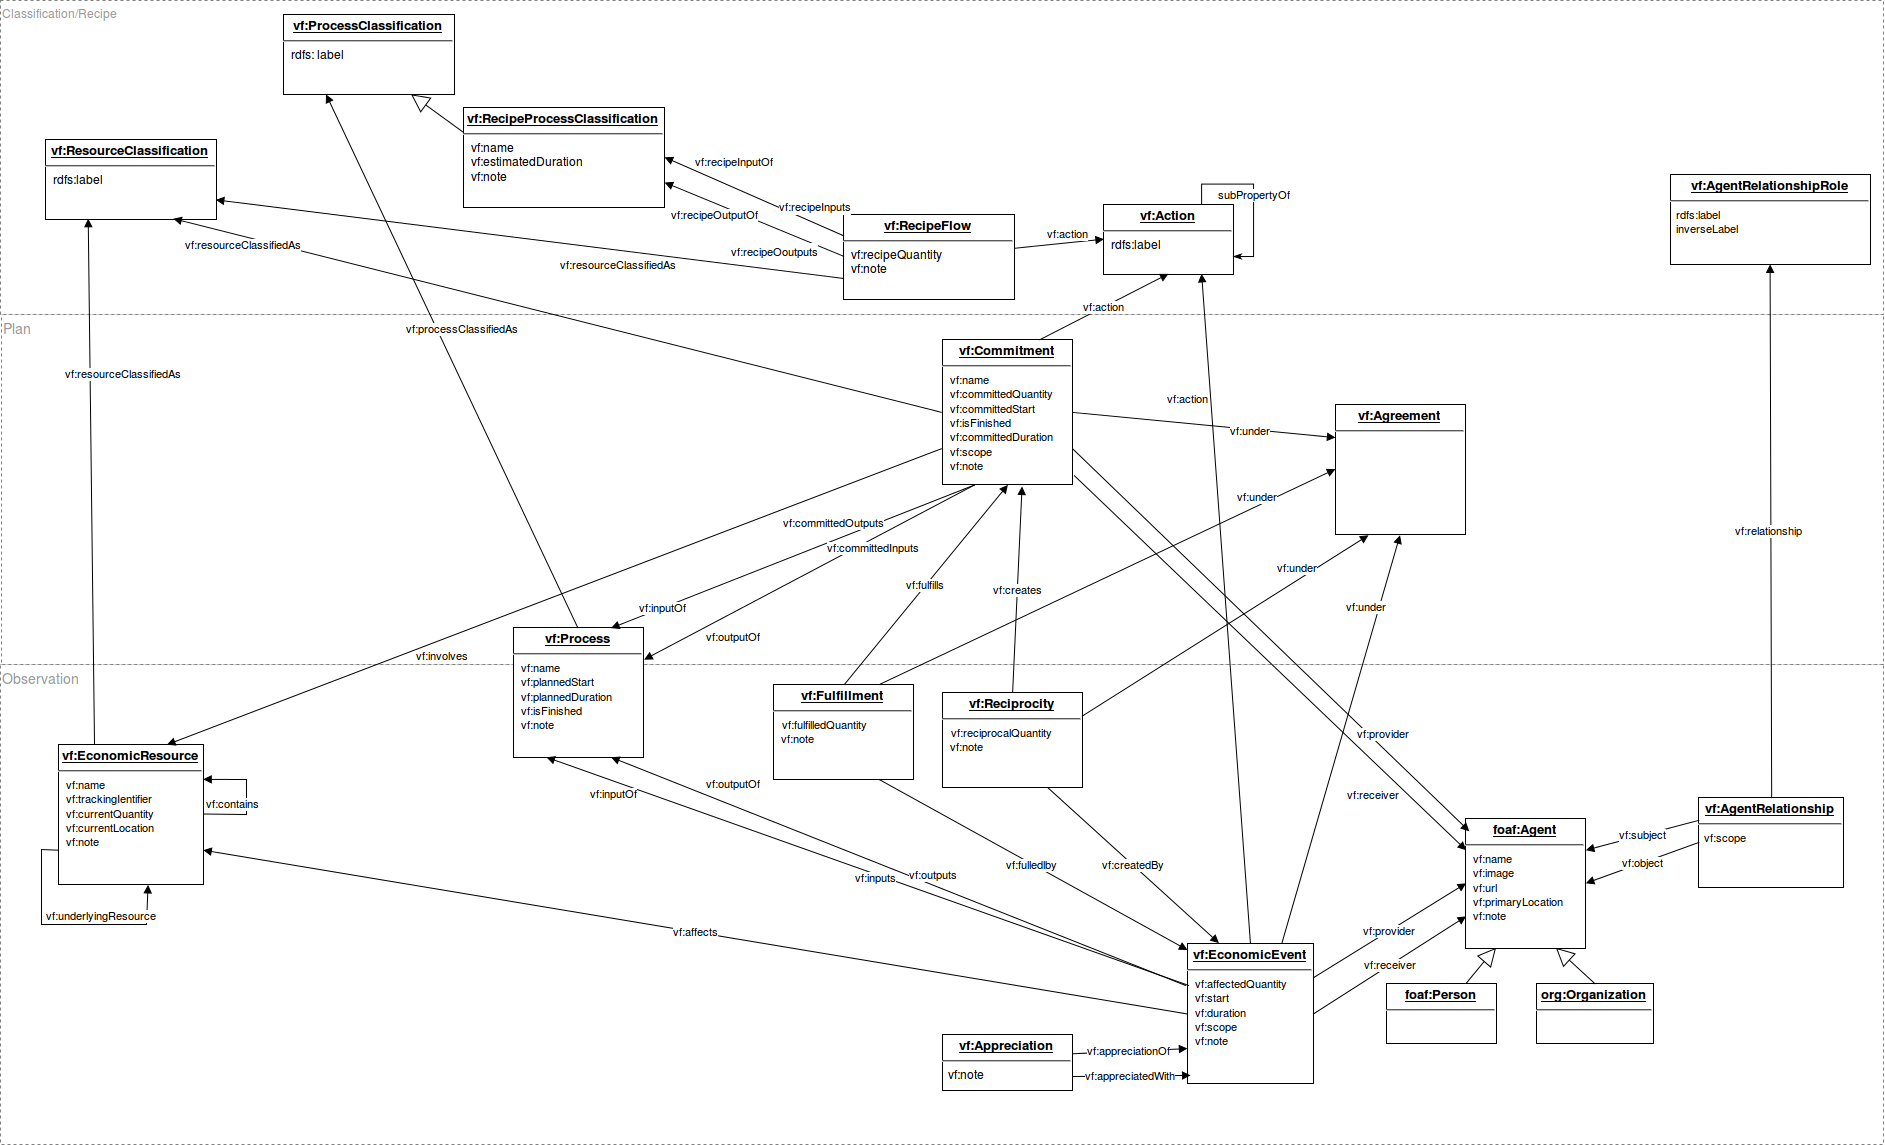 Classification/Recipe
vf:ProcessClassification
rdfs: label
vf:RecipeProcessClassification
vf:name
vf:estimatedDuration
vf:note
vf:ResourceClassification
rdfs:label
vf:recipeInputOf
vf:recipeInputs
vf:recipeOutputOf
vf:recipeOoutputs
vf:resourceClassifiedAs
vf:resourceClassifiedAs
vf:RecipeFlow
vf:recipeQuantity
vf:note
vf:action
vf:Action
rdfs:label
subPropertyOf
vf:AgentRelationshipRole
rdfs:label
inverseLabel
vf:action
Plan
vf:processClassifiedAs
vf:resourceClassifiedAs
vf:Commitment
vf:name
vf:committedQuantity
vf:committedStart
vf:isFinished
vf:committedDuration
vf:scope
vf:note
vf:action
vf:under
vf:Agreement
vf:under
vf:under
vf:under
vf:relationship
vf:committedOutputs
vf:committedInputs
vf:fulfills
vf:creates
vf:inputOf
vf:outputOf
vf:involves
vf:Process
vf:name
vf:plannedStart
vf:plannedDuration
vf:isFinished
vf:note
Observation
vf:Fulfillment
vf:fulfilledQuantity
vf:note
vf:Reciprocity
vf:reciprocalQuantity
vf:note
vf:provider
vf:receiver
vf:EconomicResource
vf:name
vf:trackingIentifier
vf:currentQuantity
vf:currentLocation
vf:note
vf:contains
vf:underlyingResource
vf:inputOf
vf:outputOf
vf:inputs
vf:outputs
vf:fulledIby
vf:createdBy
vf:affects
foaf:Agent
vf:name
vf:image
vf:url
vf:primaryLocation
vf:note
vf:subject
vf:object
vf:AgentRelationship
vf:scope
vf:provider
vf:receiver
vf:EconomicEvent
vf:affectedQuantity
vf:start
vf:duration
vf:scope
vf:note
foaf:Person
org:Organization
vf:Appreciation
vf:note
vf:appreciationOf
vf:appreciatedWith